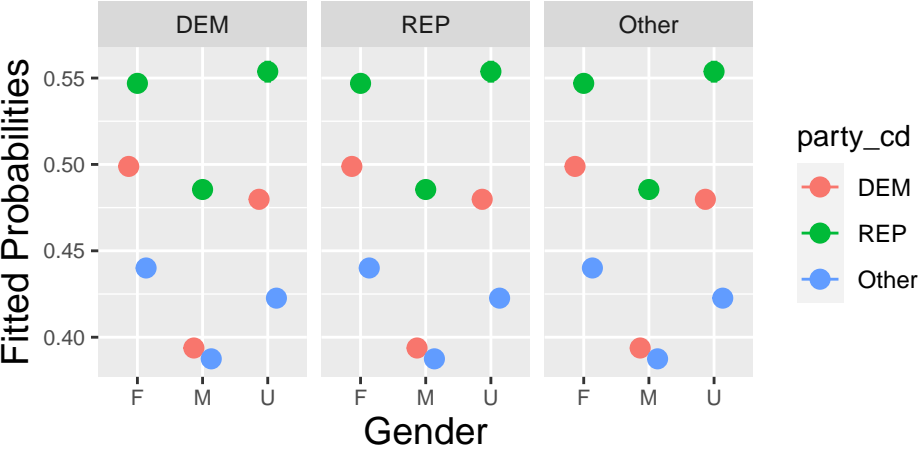 DEM REP Other
Fitted Probabilities
0.55
0.50
0.45
0.40
F M U F M U F M U
Gender
party_cd
DEM
REP
Other